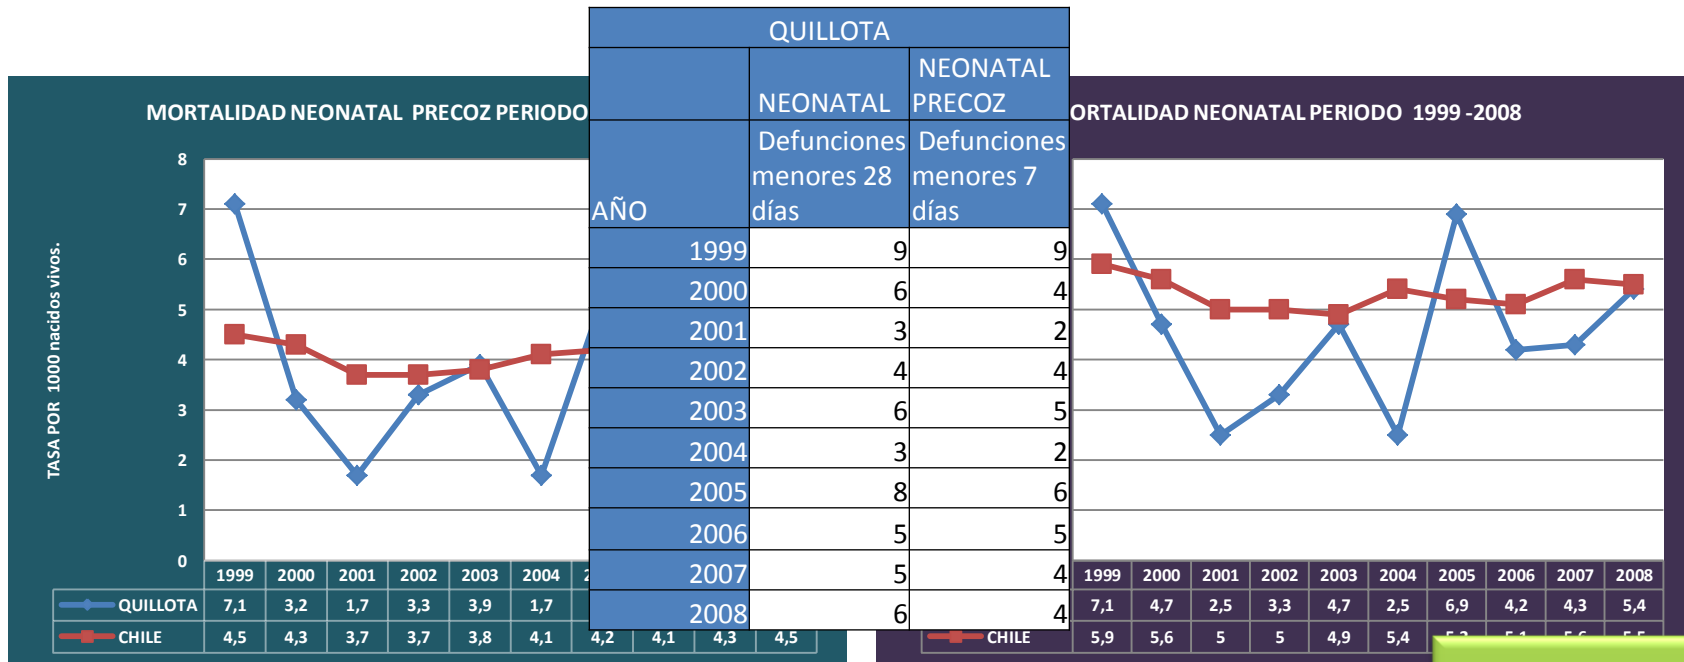 QUILLOTA
NEONATAL NEONATAL PRECOZ
AÑO Defunciones menores 28 días Defunciones menores 7 días
1999 9 9
2000 6 4
2001 3 2
2002 4 4
2003 6 5
2004 3 2
2005 8 6
2006 5 5
2007 5 4
2008 6 4
MORTALIDAD NEONATAL PRECOZ PERIODO
TASA POR 1000 nacidos vivos.
8
7
6
5
4
3
2
1
0
1999 2000 2001 2002 2003 2004
QUILLOTA 7,1 3,2 1,7 3,3 3,9 1,7
CHILE 4,5 4,3 3,7 3,7 3,8 4,1 4,2 4,1 4,3 4,5
ORTALIDAD NEONATAL PERIODO 1999 -2008
1999 2000 2001 2002 2003 2004 2005 2006 2007 2008
7,1 4,7 2,5 3,3 4,7 2,5 6,9 4,2 4,3 5,4
CHILE 5,9 5,6 5 5 4,9 5,4